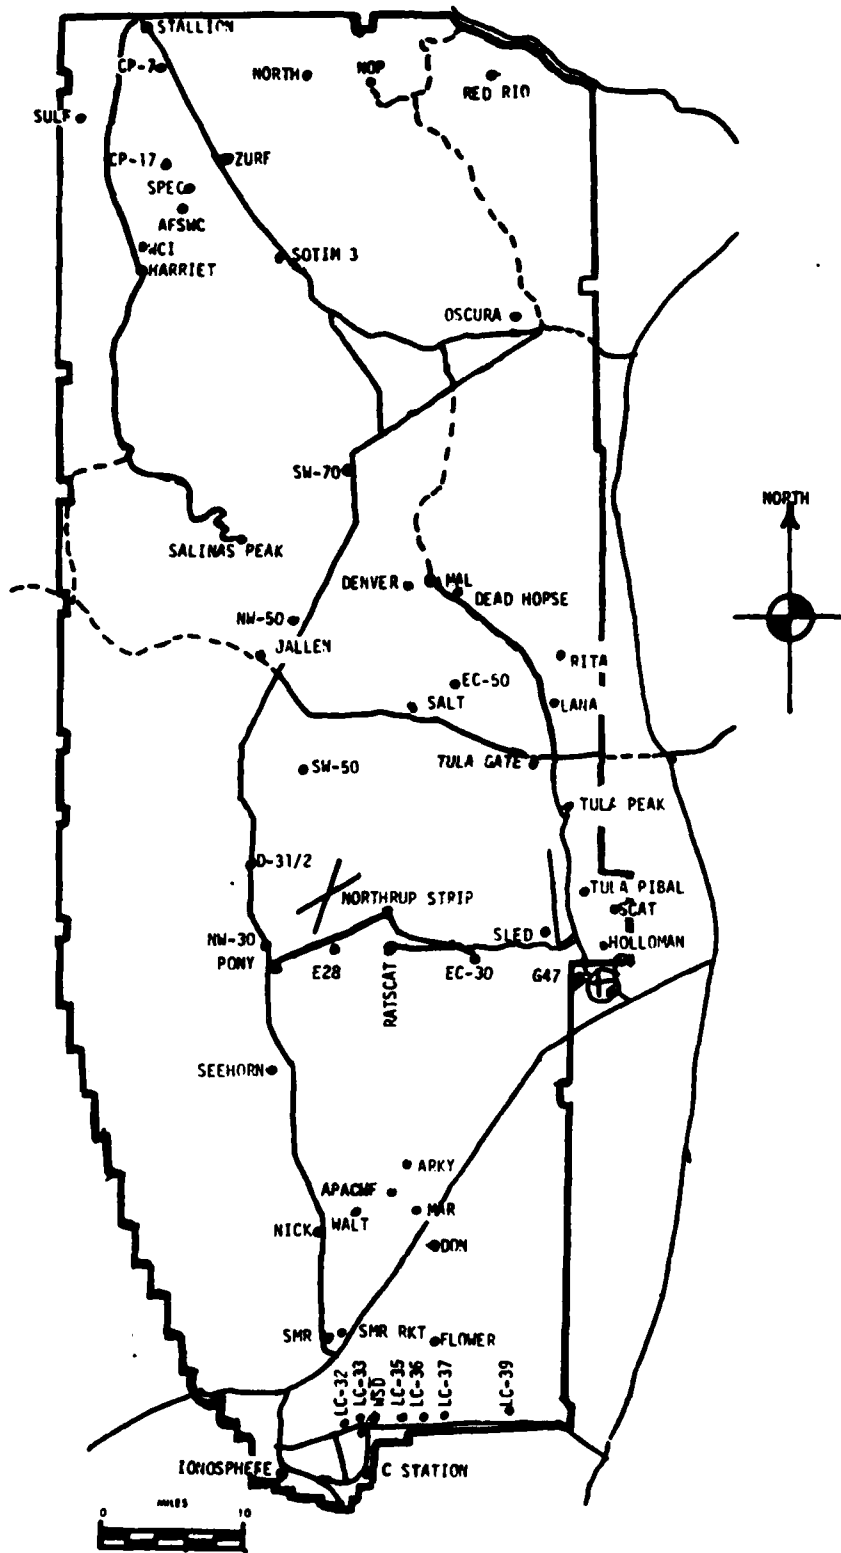 STALLION
CP-7
NORTH
NOP
RED RIO
SULF
CP-17
ZURF
SPEC
AFSWC
WCI
HARRIET
SOTIM 3
OSCURA
SW-70
NORTH
SALINAS PEAK
DENVER
MAL
DEAD HOPSE
NW-50
JALLEN
RITA
EC-50
SALT
LANA
SW-50
TULA GATE
TULA PEAK
D-31/2
NORTHRUP STRIP
TULA PIBAL
SCAT
SLED
NW-30
HOLLOMAN
PONY
E28
RATSCAT
EC-30
G47
SEEHORN
ARKY
APACWF
WALT
MAR
NICK
DON
SMR
SMR RKT
FLOWER
LC-32
LC-33
WSD
LC-35
LC-36
LC-37
LC-39
IONOSPHEFE
C STATION
0 MILES 10